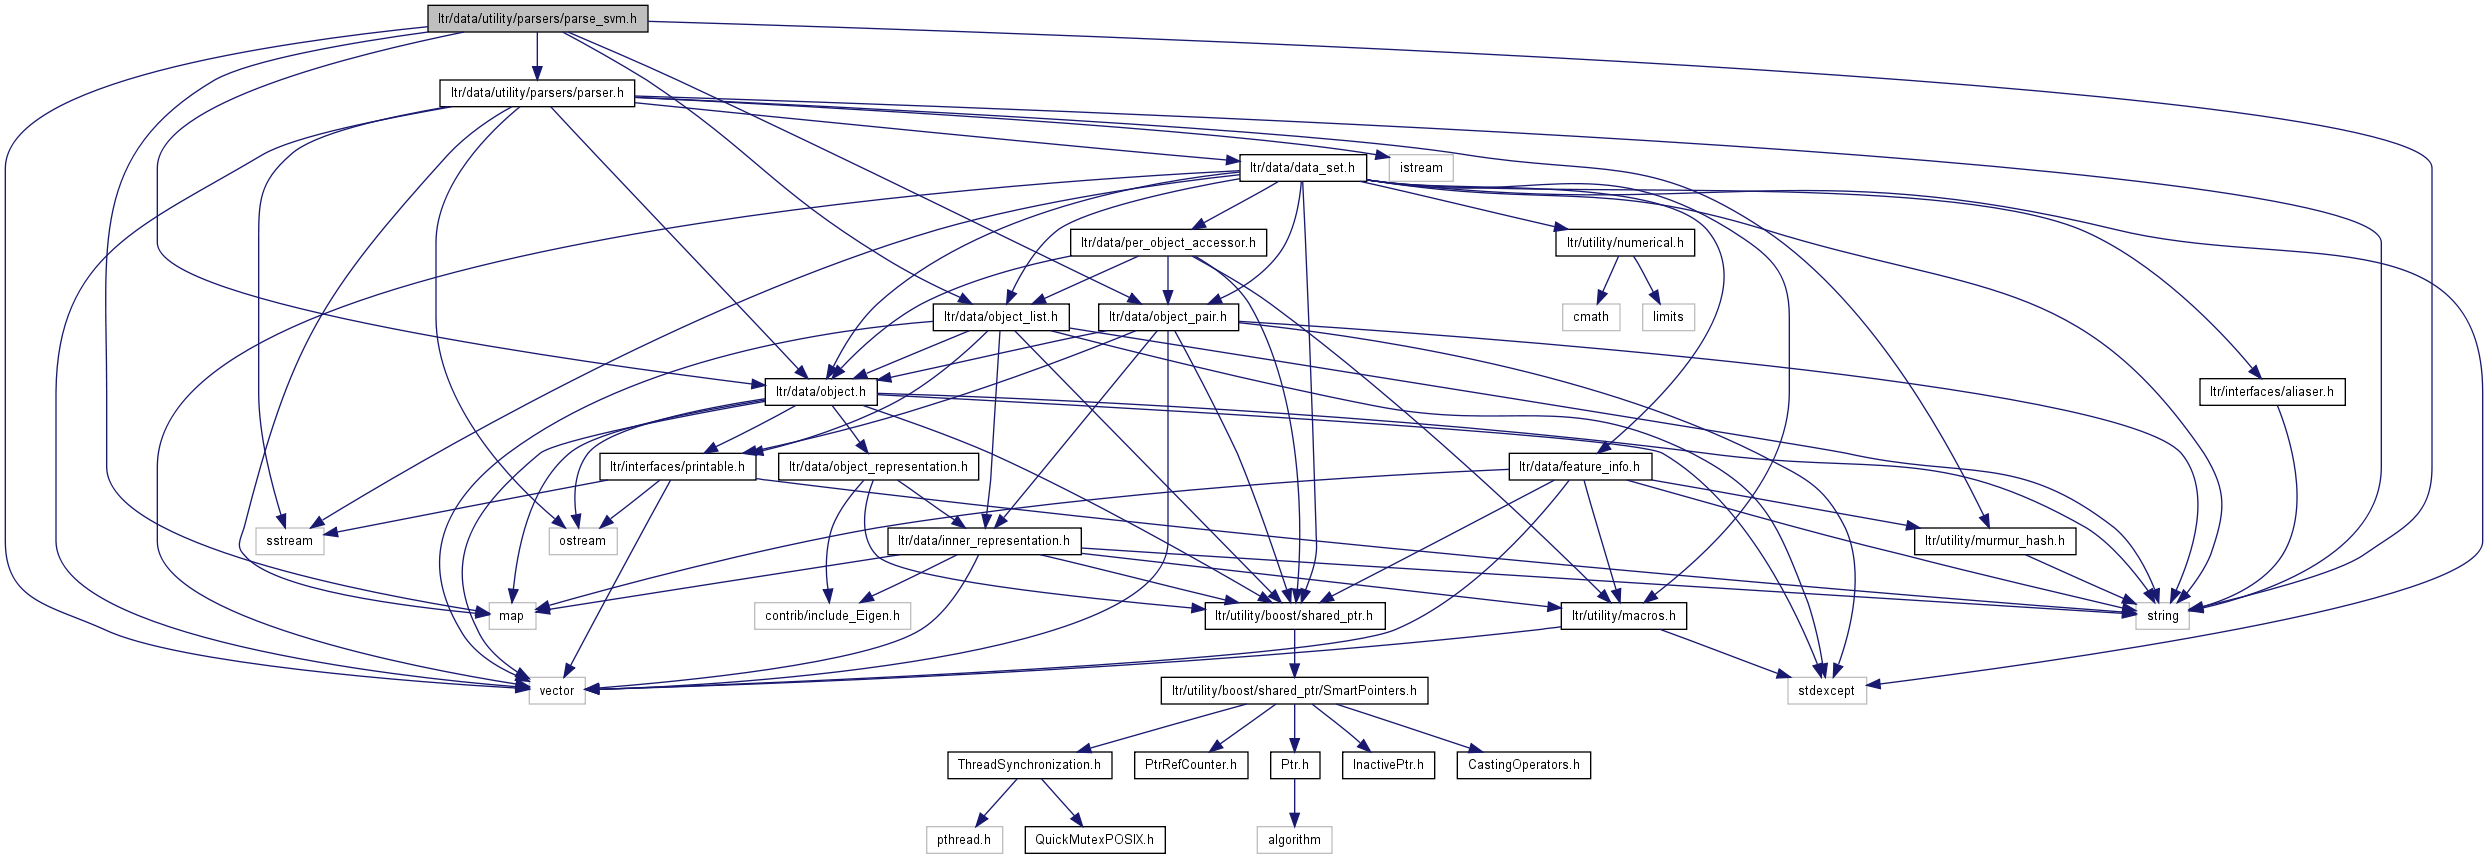 ltr/data/utility/parsers/parse_svm.h
ltr/data/utility/parsers/parser.h
ltr/data/data_set.h
istream
ltr/data/per_object_accessor.h
ltr/utility/numerical.h
ltr/data/object_list.h
ltr/data/object_pair.h
cmath
limits
ltr/data/object.h
ltr/interfaces/aliaser.h
ltr/interfaces/printable.h
ltr/data/object_representation.h
ltr/data/feature_info.h
sstream
ostream
ltr/data/inner_representation.h
ltr/utility/murmur_hash.h
map
contrib/include_Eigen.h
ltr/utility/boost/shared_ptr.h
ltr/utility/macros.h
string
vector
ltr/utility/boost/shared_ptr/SmartPointers.h
stdexcept
ThreadSynchronization.h
PtrRefCounter.h
Ptr.h
InactivePtr.h
CastingOperators.h
pthread.h
QuickMutexPOSIX.h
algorithm